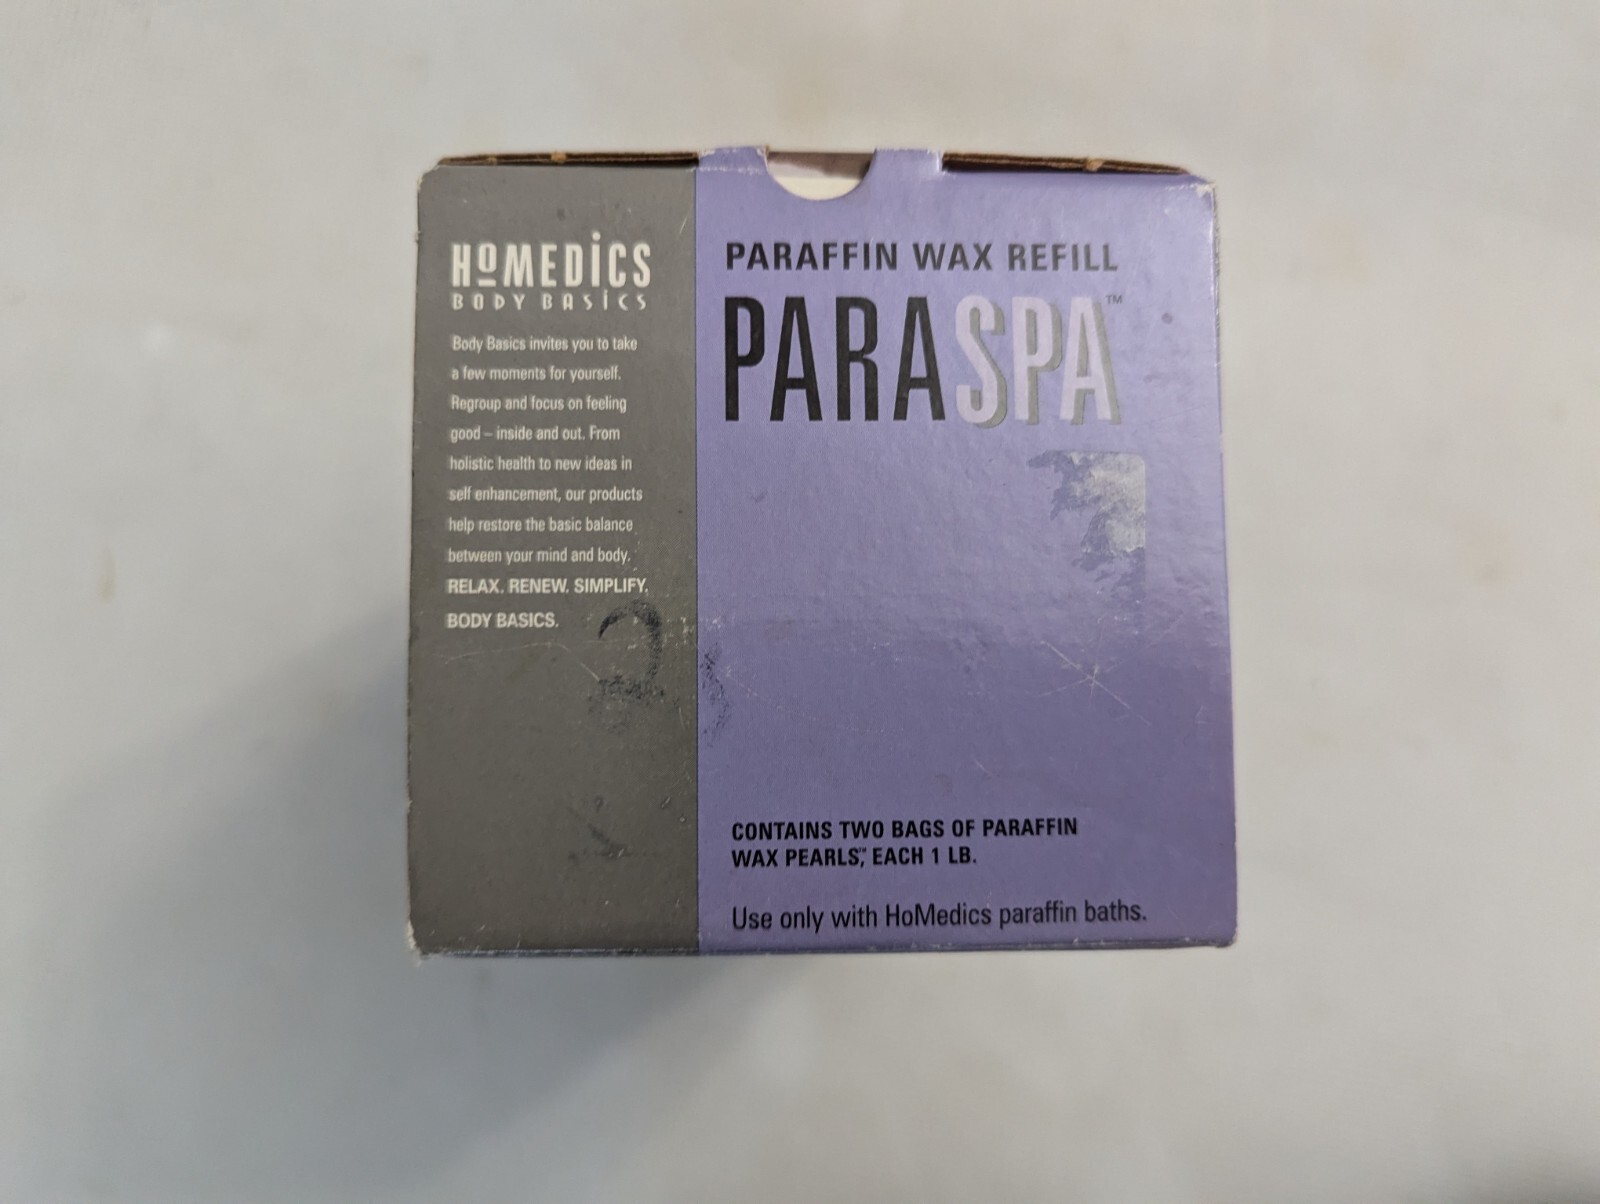 HoMEDiCS
BODY BASiCS
Body Basics invites you to take
a few moments for yourself.
Regroup and focus on feeling
good – inside and out. From
holistic health to new ideas in
self enhancement, our products
help restore the basic balance
between your mind and body.
RELAX. RENEW. SIMPLIFY.
BODY BASICS.
PARAFFIN WAX REFILL
PARASPA™
CONTAINS TWO BAGS OF PARAFFIN
WAX PEARLS™, EACH 1 LB.
Use only with HoMedics paraffin baths.